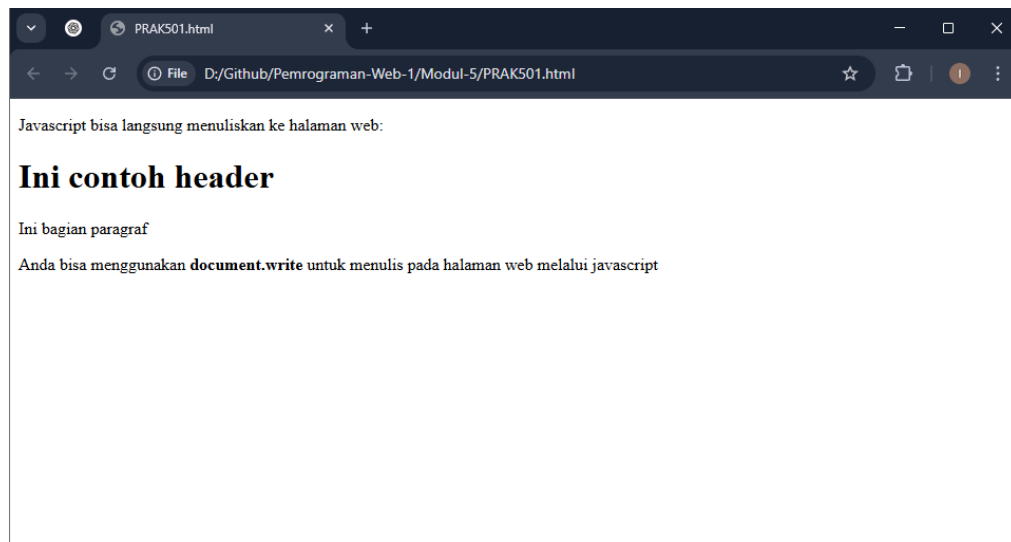 PRAK501.html
File D:/Github/Pemrograman-Web-1/Modul-5/PRAK501.html
I
Javascript bisa langsung menuliskan ke halaman web:
Ini contoh header
Ini bagian paragraf
Anda bisa menggunakan document.write untuk menulis pada halaman web melalui javascript